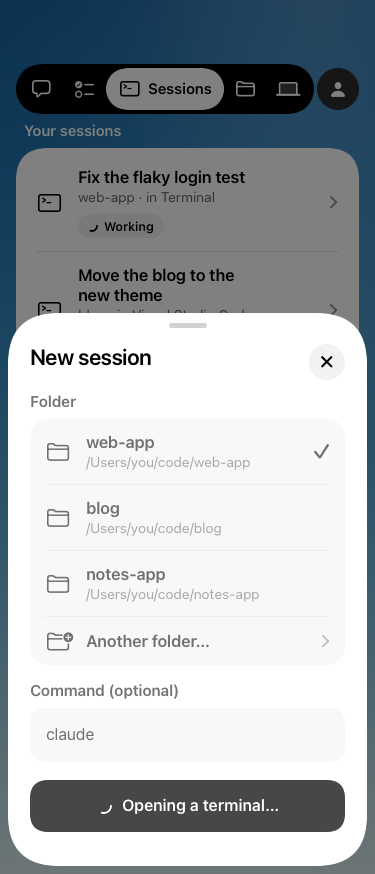 Sessions
Your sessions
Fix the flaky login test
web-app · in Terminal
Working
Move the blog to the
new theme
New session
Folder
web-app
/Users/you/code/web-app
blog
/Users/you/code/blog
notes-app
/Users/you/code/notes-app
Another folder...
Command (optional)
claude
Opening a terminal...